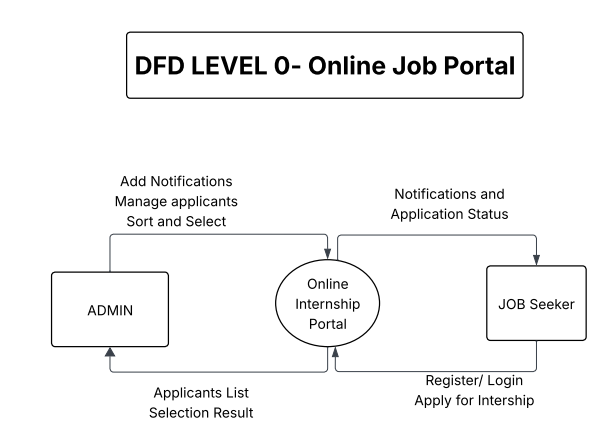 DFD LEVEL 0- Online Job Portal
Add Notifications
Manage applicants
Sort and Select
Notifications and
Application Status
ADMIN
Online
Internship
Portal
JOB Seeker
Applicants List
Selection Result
Register/ Login
Apply for Intership